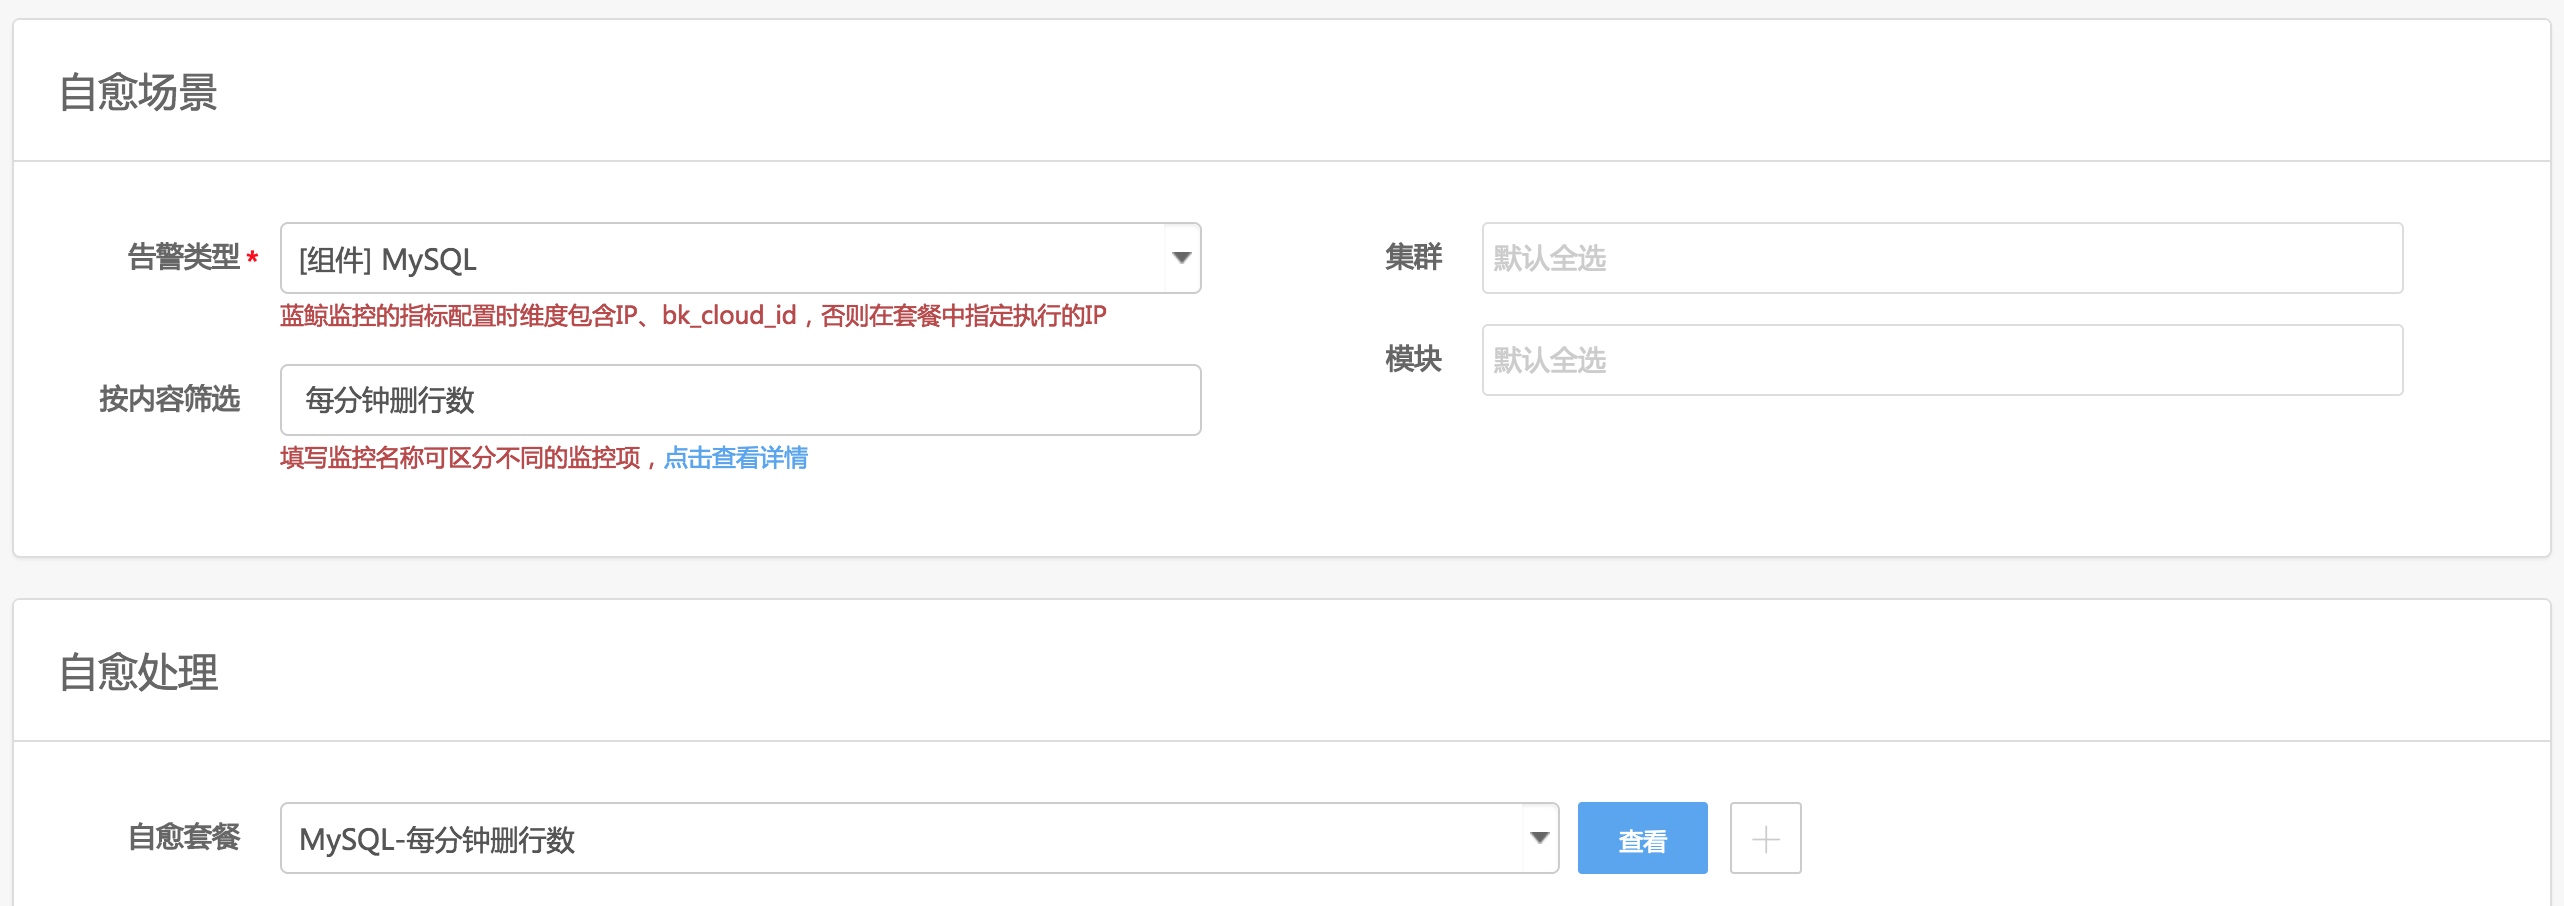 自愈场景
告警类型* [组件] MySQL
蓝鲸监控的指标配置时维度包含IP、bk_cloud_id，否则在套餐中指定执行的IP
按内容筛选 每分钟删行数
填写监控名称可区分不同的监控项，点击查看详情
集群 默认全选
模块 默认全选
自愈处理
自愈套餐 MySQL-每分钟删行数 查看 +